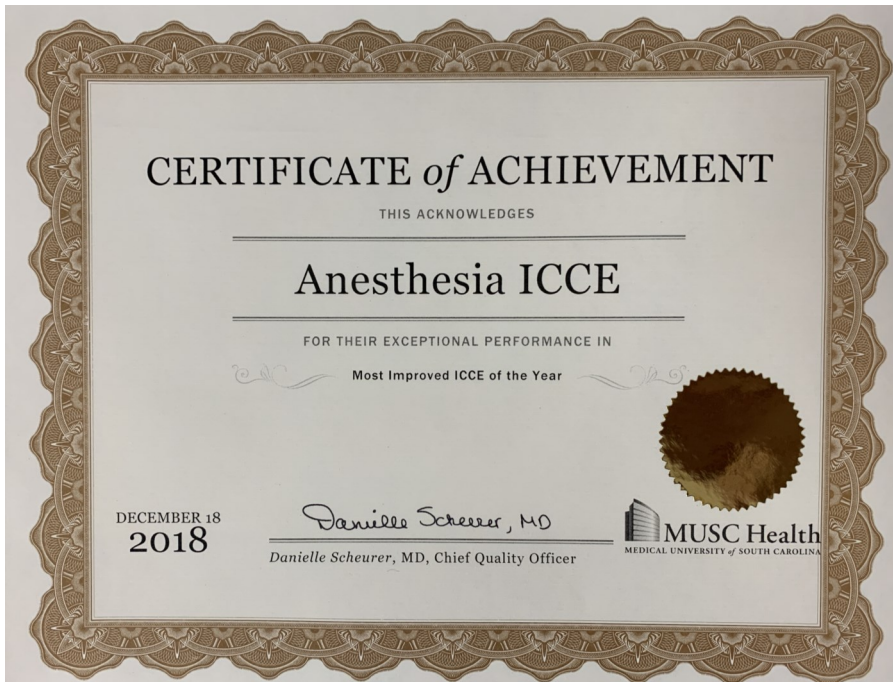 CERTIFICATE of ACHIEVEMENT
THIS ACKNOWLEDGES
Anesthesia ICCE
FOR THEIR EXCEPTIONAL PERFORMANCE IN
Most Improved ICCE of the Year
DECEMBER 18
2018
Danielle Scheurer, MD
Danielle Scheurer, MD, Chief Quality Officer
MUSC Health
MEDICAL UNIVERSITY of SOUTH CAROLINA